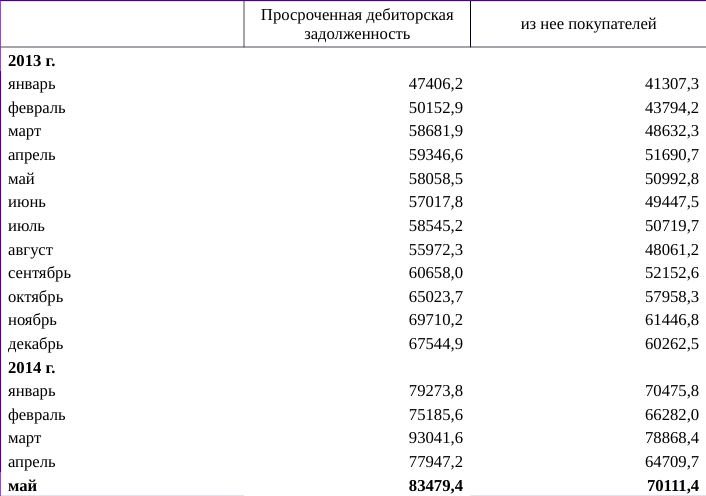 Просроченная дебиторская
задолженность
из нее покупателей
2013 г.
январь 47406,2 41307,3
февраль 50152,9 43794,2
март 58681,9 48632,3
апрель 59346,6 51690,7
май 58058,5 50992,8
июнь 57017,8 49447,5
июль 58545,2 50719,7
август 55972,3 48061,2
сентябрь 60658,0 52152,6
октябрь 65023,7 57958,3
ноябрь 69710,2 61446,8
декабрь 67544,9 60262,5
2014 г.
январь 79273,8 70475,8
февраль 75185,6 66282,0
март 93041,6 78868,4
апрель 77947,2 64709,7
май 83479,4 70111,4